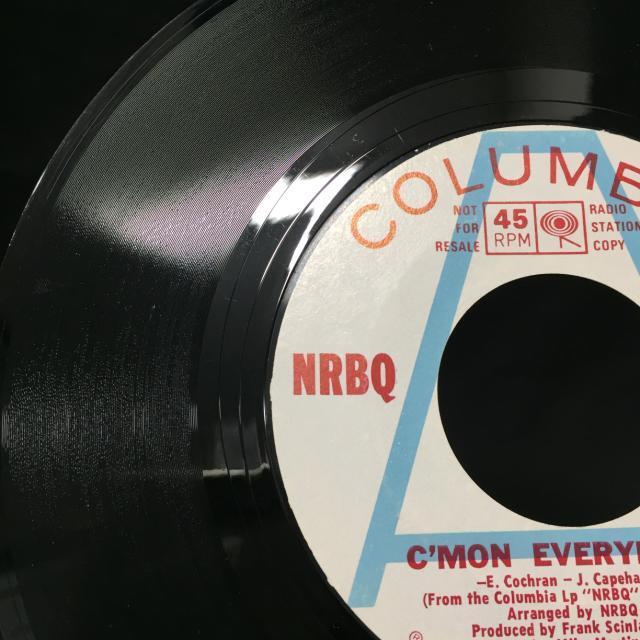 COLUMB
NOT
FOR
RESALE
45
RPM
RADIO
STATION
COPY
NRBQ
C'MON EVERY
—E. Cochran – J. Capeha
(From the Columbia Lp "NRBQ"
Arranged by NRBQ
Produced by Frank Scin
℗